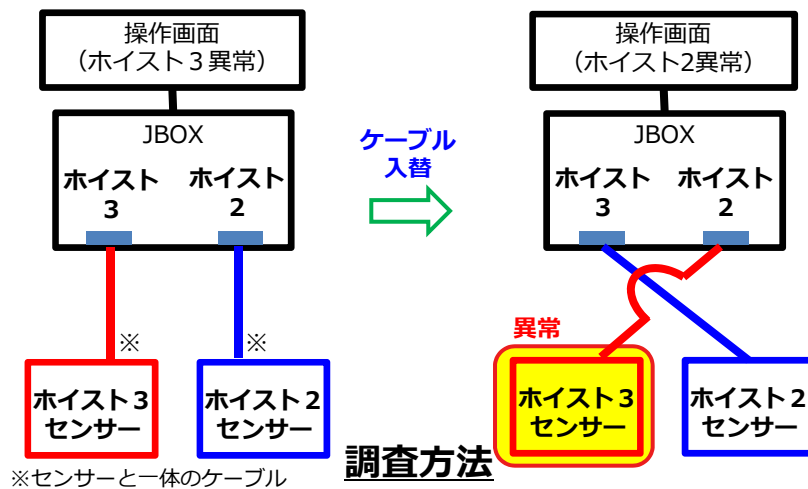 操作画面
（ホイスト３異常）
JBOX
ホイスト
3
ホイスト
2
※
※
ホイスト３
センサー
ホイスト２
センサー
※センサーと一体のケーブル
ケーブル
入替
操作画面
（ホイスト2異常）
JBOX
ホイスト
3
ホイスト
2
異常
ホイスト３
センサー
ホイスト２
センサー
調査方法